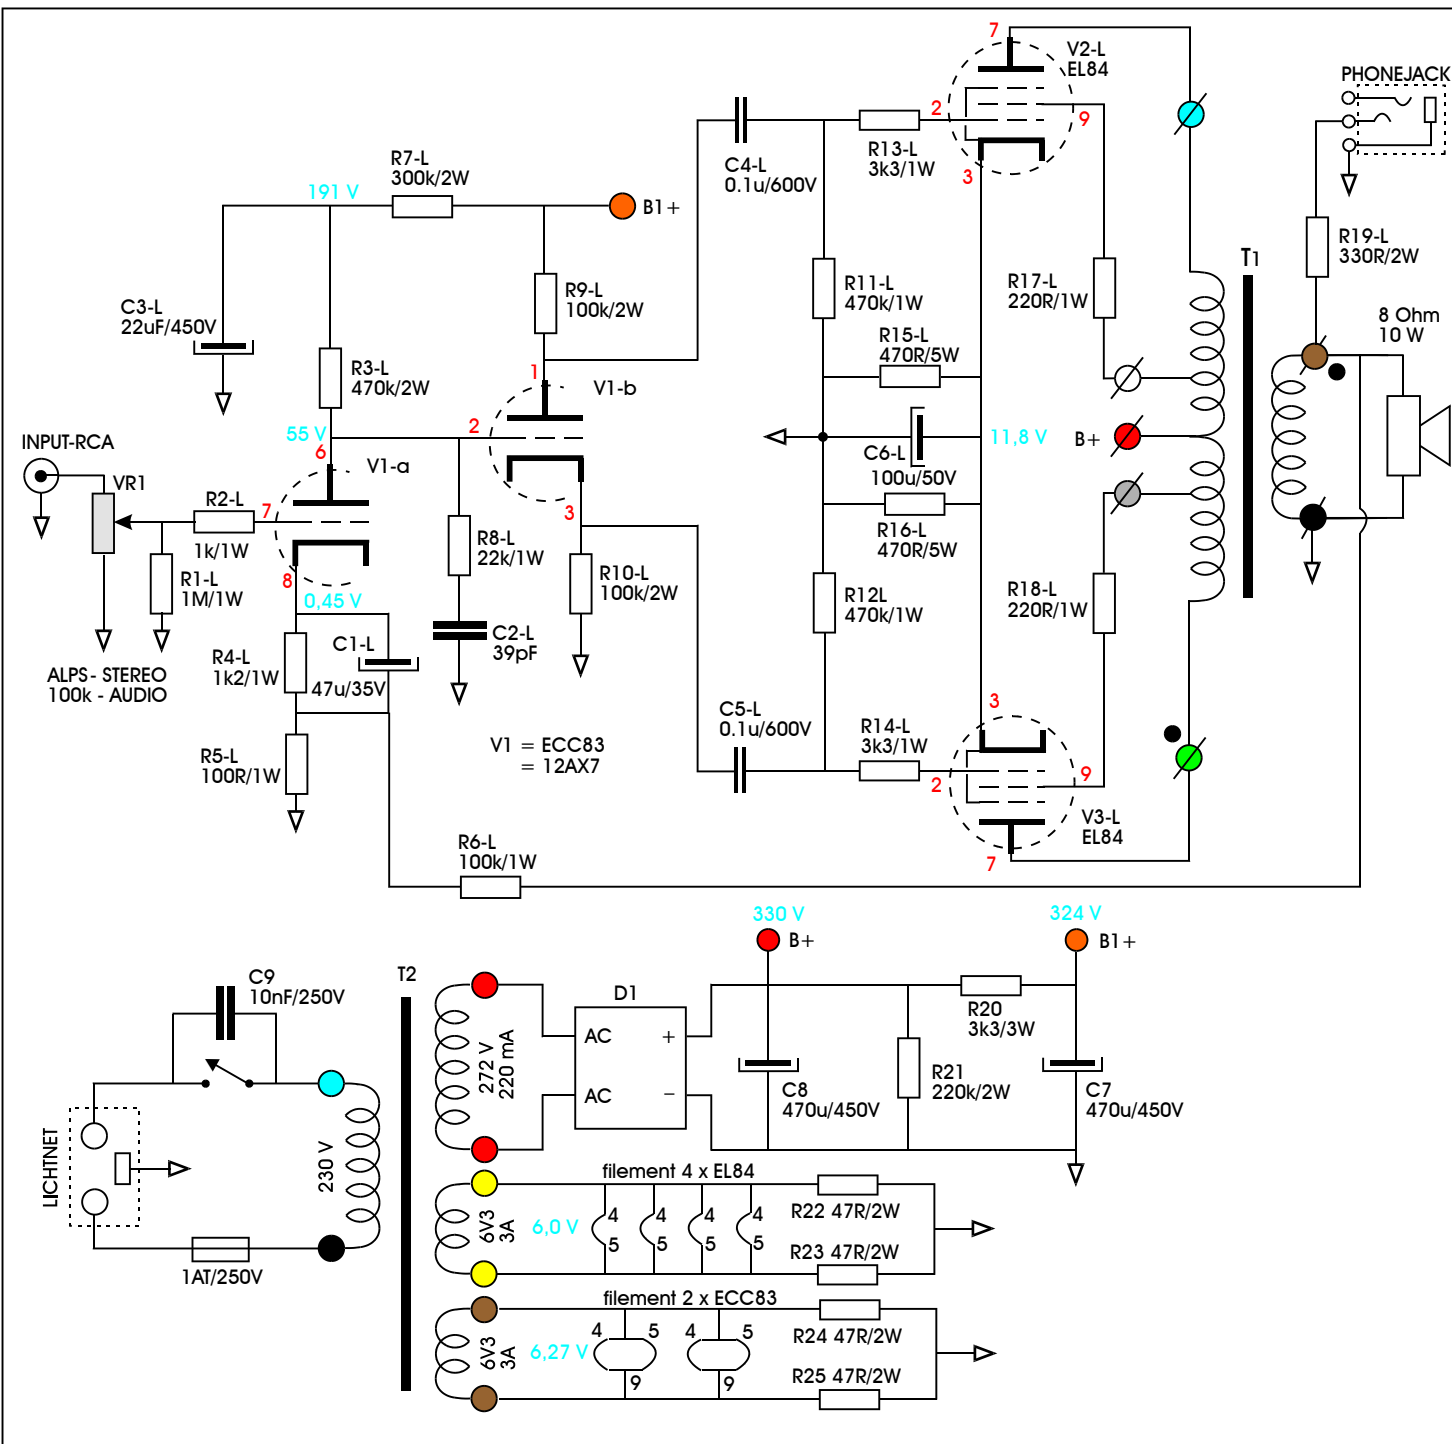 7
V2-L
EL84
PHONEJACK
2
9
R13-L
3k3/1W
C4-L
0.1u/600V
3
R7-L
300k/2W
191 V
B1+
R19-L
330R/2W
T1
R11-L
470k/1W
R17-L
220R/1W
R9-L
100k/2W
C3-L
22uF/450V
8 Ohm
10 W
R15-L
470R/5W
R3-L
470k/2W
1
V1-b
55 V
6
2
11,8 V
B+
INPUT-RCA
C6-L
100u/50V
V1-a
VR1
R2-L
7
1k/1W
3
R16-L
470R/5W
R8-L
22k/1W
R1-L
1M/1W
8
0,45 V
R10-L
100k/2W
R12L
470k/1W
R18-L
220R/1W
C2-L
39pF
C1-L
47u/35V
R4-L
1k2/1W
ALPS - STEREO
100k - AUDIO
3
C5-L
0.1u/600V
R14-L
3k3/1W
V1 = ECC83
= 12AX7
R5-L
100R/1W
2
9
V3-L
EL84
7
R6-L
100k/1W
330 V
B+
324 V
B1+
C9
10nF/250V
T2
D1
AC
+
AC
−
272 V
220 mA
R20
3k3/3W
R21
220k/2W
C8
470u/450V
C7
470u/450V
LICHTNET
230 V
1AT/250V
filement 4 x EL84
6V3
3A
6,0 V
4
5
4
5
4
5
4
5
R22 47R/2W
R23 47R/2W
filement 2 x ECC83
6V3
3A
6,27 V
4
5
9
4
5
9
R24 47R/2W
R25 47R/2W